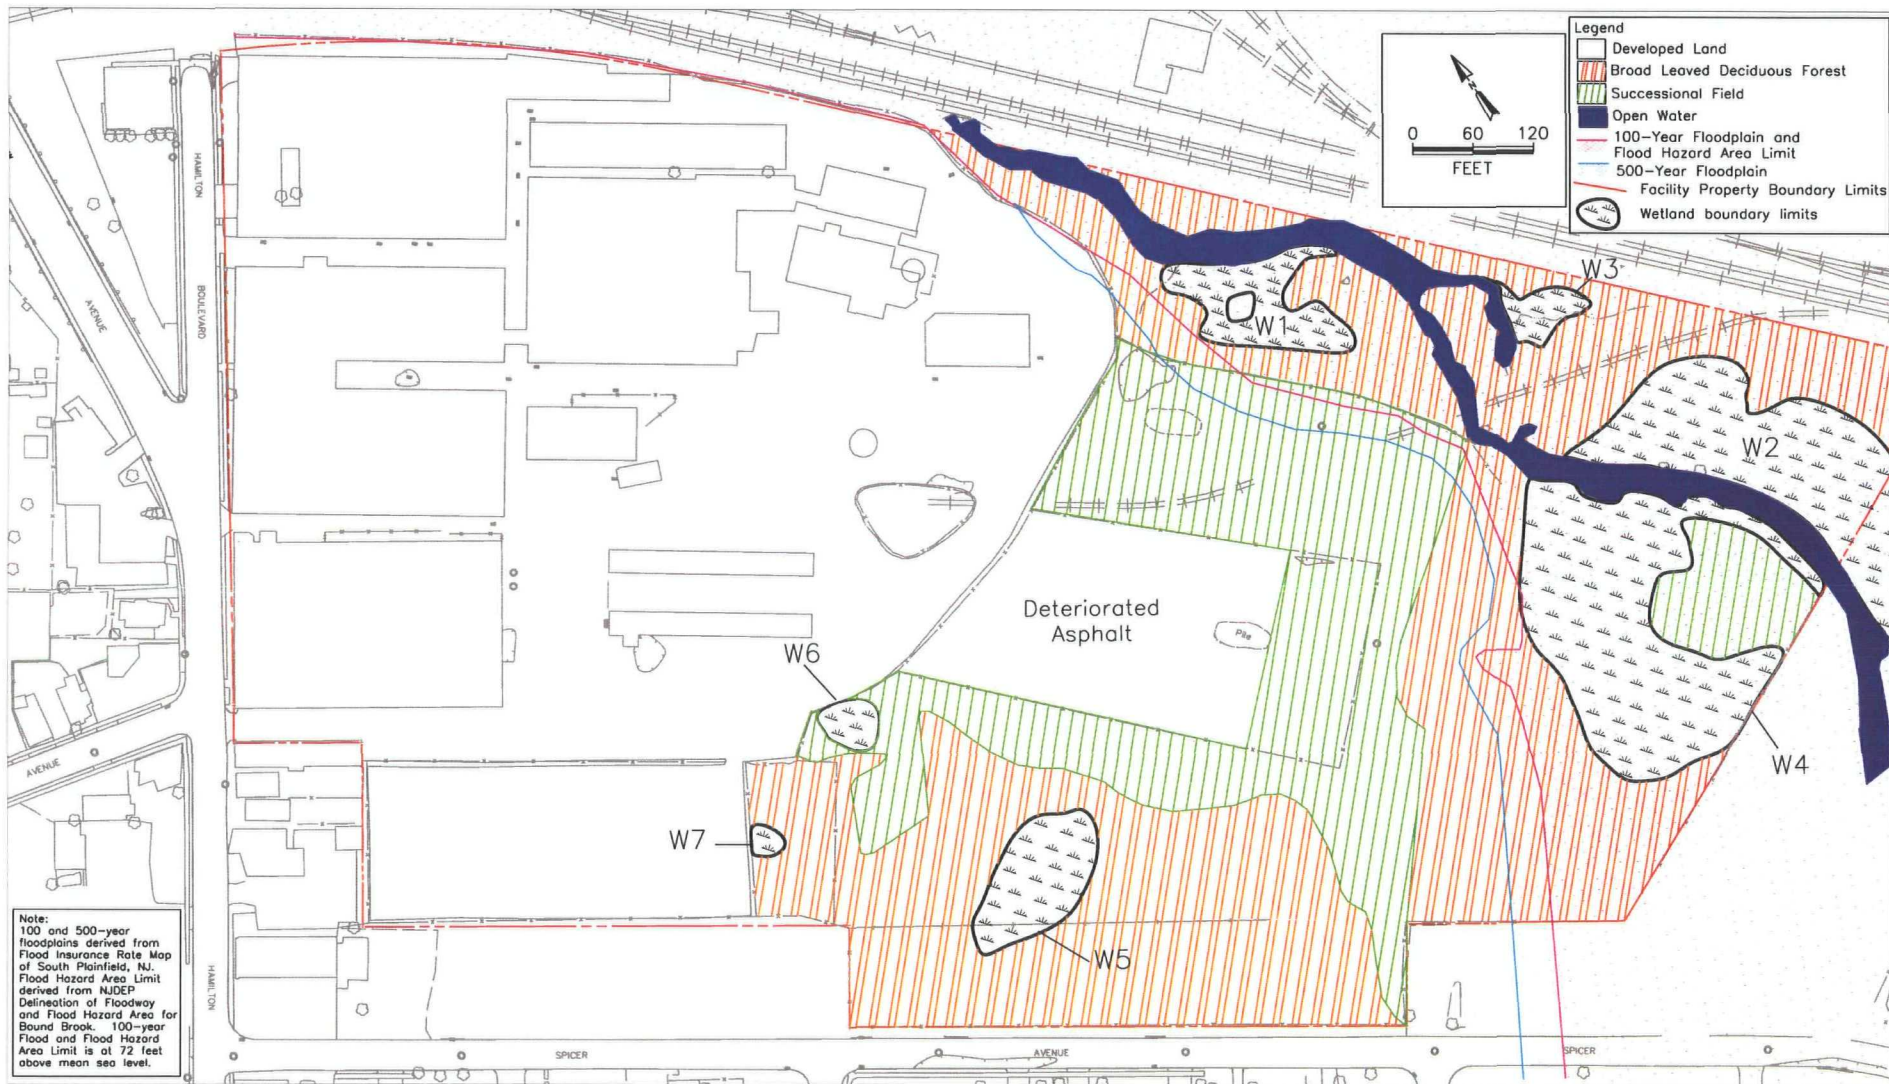 Legend
Developed Land
Broad Leaved Deciduous Forest
Successional Field
Open Water
100-Year Floodplain and
Flood Hazard Area Limit
500-Year Floodplain
Facility Property Boundary Limits
Wetland boundary limits
0 60 120
FEET
HAMILTON
BOULEVARD
AVENUE
W3
W1
W2
Deteriorated
Asphalt
Pile
W6
W4
AVENUE
W7
W5
Note:
100 and 500-year
floodplains derived from
Flood Insurance Rate Map
of South Plainfield, NJ.
Flood Hazard Area Limit
derived from NJDEP
Delineation of Floodway
and Flood Hazard Area for
Bound Brook. 100-year
Flood and Flood Hazard
Area Limit is at 72 feet
above mean sea level.
HAMILTON
SPICER AVENUE SPICER